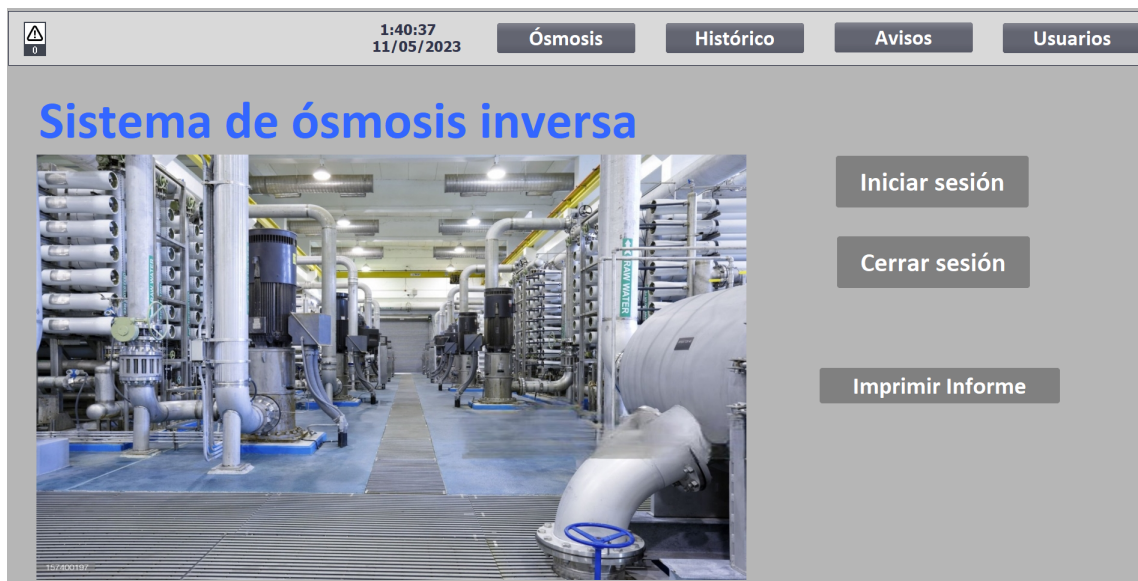 0
1:40:37
11/05/2023
Ósmosis
Histórico
Avisos
Usuarios
Sistema de ósmosis inversa
Iniciar sesión
Cerrar sesión
Imprimir Informe
RAW WATER
157400197